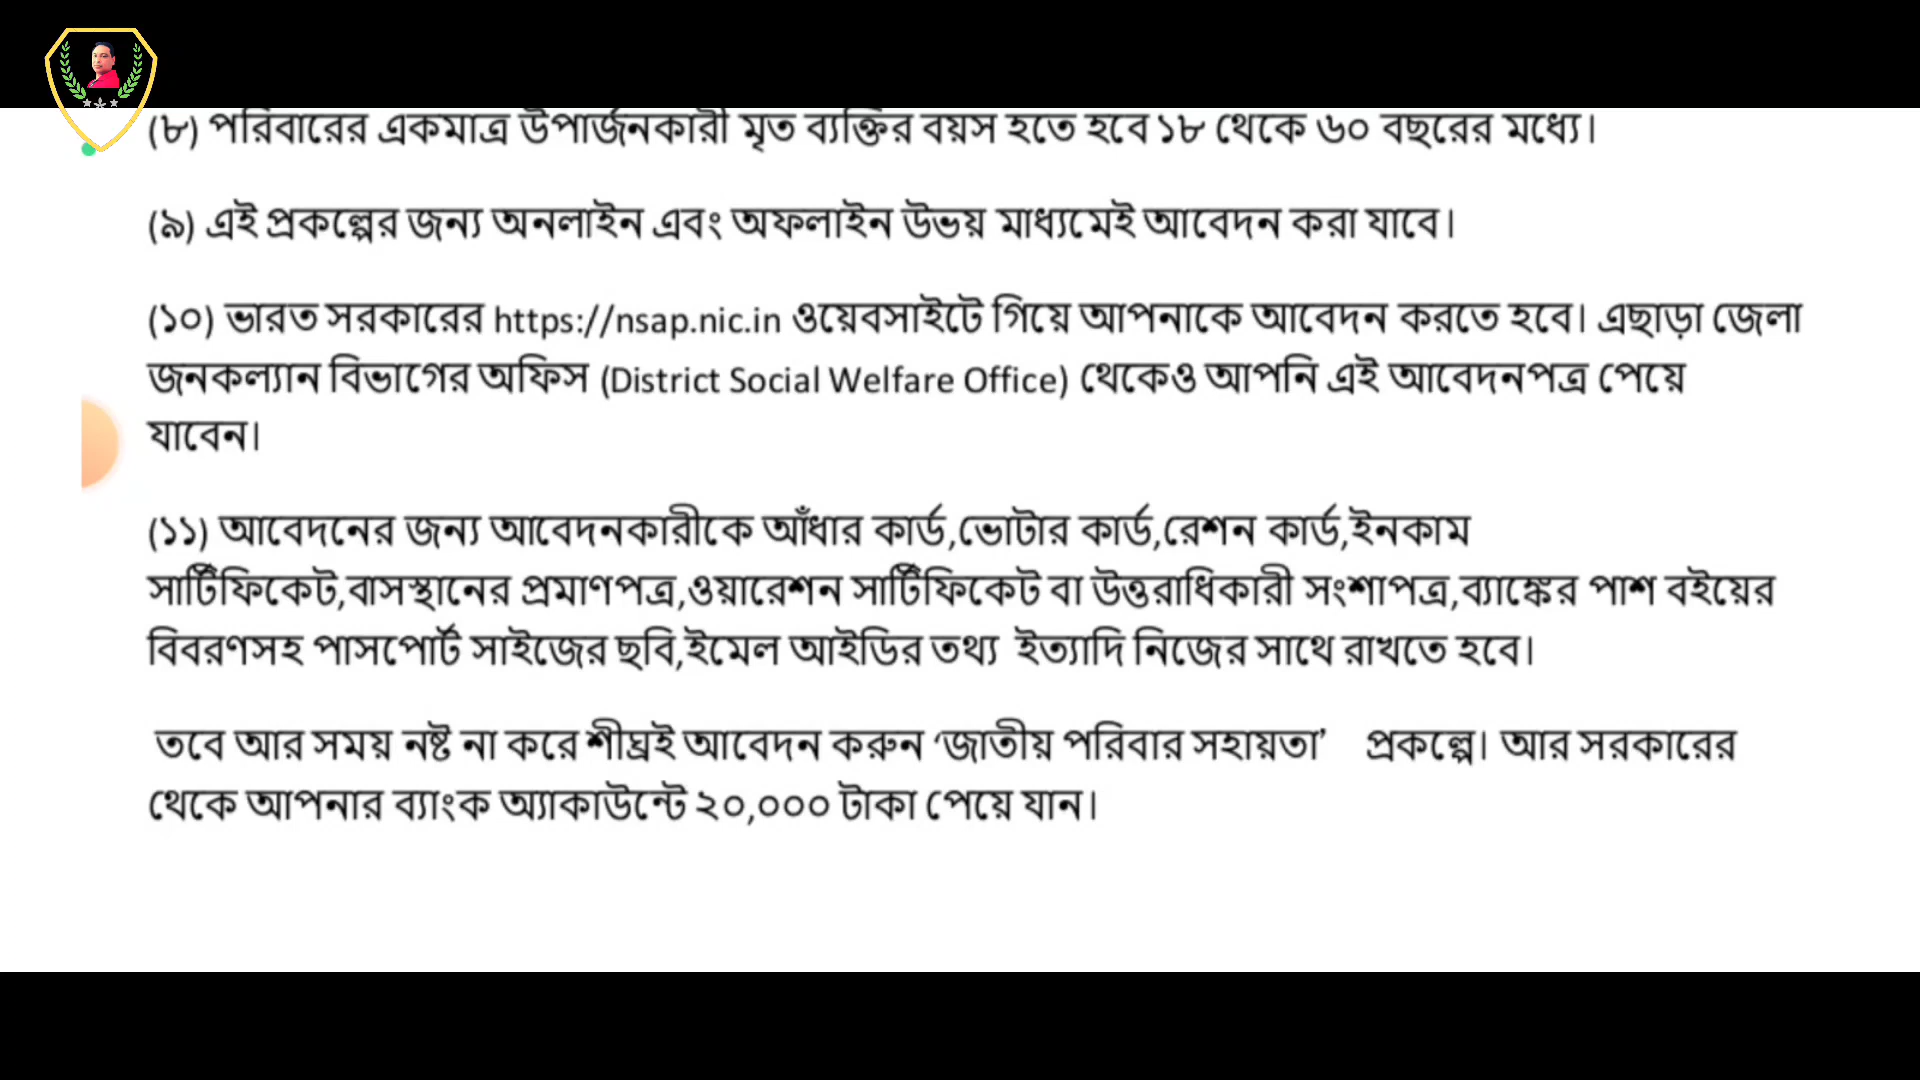 (৮) পরিবারের একমাত্র উপার্জনকারী মৃত ব্যক্তির বয়স হতে হবে ১৮ থেকে ৬০ বছরের মধ্যে।
(৯) এই প্রকল্পের জন্য অনলাইন এবং অফলাইন উভয় মাধ্যমেই আবেদন করা যাবে।
(১০) ভারত সরকারের https://nsap.nic.in ওয়েবসাইটে গিয়ে আপনাকে আবেদন করতে হবে। এছাড়া জেলা
জনকল্যান বিভাগের অফিস (District Social Welfare Office) থেকেও আপনি এই আবেদনপত্র পেয়ে
যাবেন।
(১১) আবেদনের জন্য আবেদনকারীকে আঁধার কার্ড,ভোটার কার্ড,রেশন কার্ড,ইনকাম
সার্টিফিকেট,বাসস্থানের প্রমাণপত্র,ওয়ারেশন সার্টিফিকেট বা উত্তরাধিকারী সংশাপত্র,ব্যাঙ্কের পাশ বইয়ের
বিবরণসহ পাসপোর্ট সাইজের ছবি,ইমেল আইডির তথ্য ইত্যাদি নিজের সাথে রাখতে হবে।
তবে আর সময় নষ্ট না করে শীঘ্রই আবেদন করুন ‘জাতীয় পরিবার সহায়তা’ প্রকল্পে। আর সরকারের
থেকে আপনার ব্যাংক অ্যাকাউন্টে ২০,০০০ টাকা পেয়ে যান।